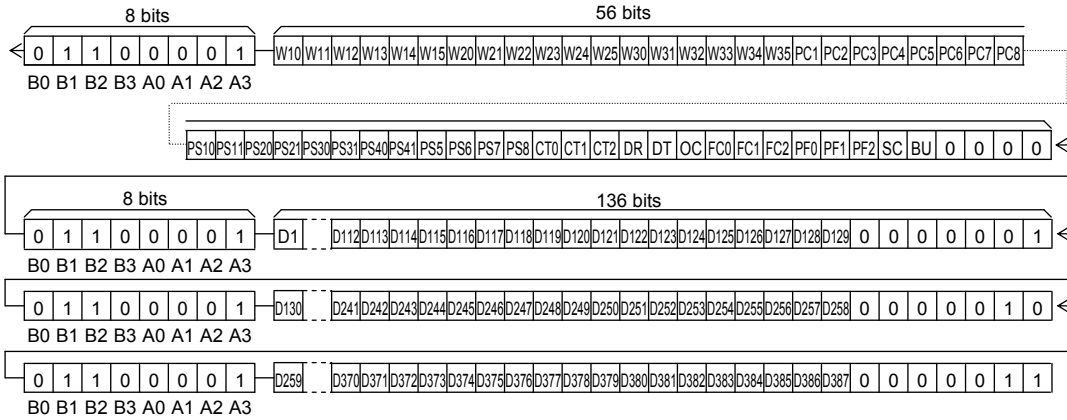 8 bits 56 bits
0 1 1 0 0 0 0 1 W10 W11 W12 W13 W14 W15 W20 W21 W22 W23 W24 W25 W30 W31 W32 W33 W34 W35 PC1 PC2 PC3 PC4 PC5 PC6 PC7 PC8
B0 B1 B2 B3 A0 A1 A2 A3
PS10 PS11 PS20 PS21 PS30 PS31 PS40 PS41 PS5 PS6 PS7 PS8 CT0 CT1 CT2 DR DT OC FC0 FC1 FC2 PF0 PF1 PF2 SC BU 0 0 0 0
8 bits 136 bits
0 1 1 0 0 0 0 1 D1 D112 D113 D114 D115 D116 D117 D118 D119 D120 D121 D122 D123 D124 D125 D126 D127 D128 D129 0 0 0 0 0 0 1
B0 B1 B2 B3 A0 A1 A2 A3
0 1 1 0 0 0 0 1 D130 D241 D242 D243 D244 D245 D246 D247 D248 D249 D250 D251 D252 D253 D254 D255 D256 D257 D258 0 0 0 0 0 1 0
B0 B1 B2 B3 A0 A1 A2 A3
0 1 1 0 0 0 0 1 D259 D370 D371 D372 D373 D374 D375 D376 D377 D378 D379 D380 D381 D382 D383 D384 D385 D386 D387 0 0 0 0 0 1 1
B0 B1 B2 B3 A0 A1 A2 A3